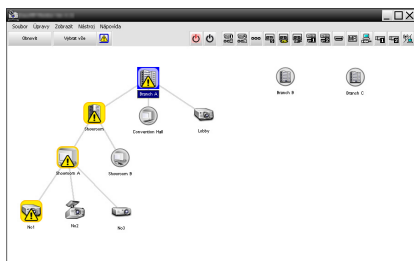 Soubor Úpravy Zobrazit Nástroj Nápověda
Obnovit Vybrat vše
Branch A Branch B Branch C
Showroom Convention Hall Lobby
Showroom A Showroom B
No1 No2 No3